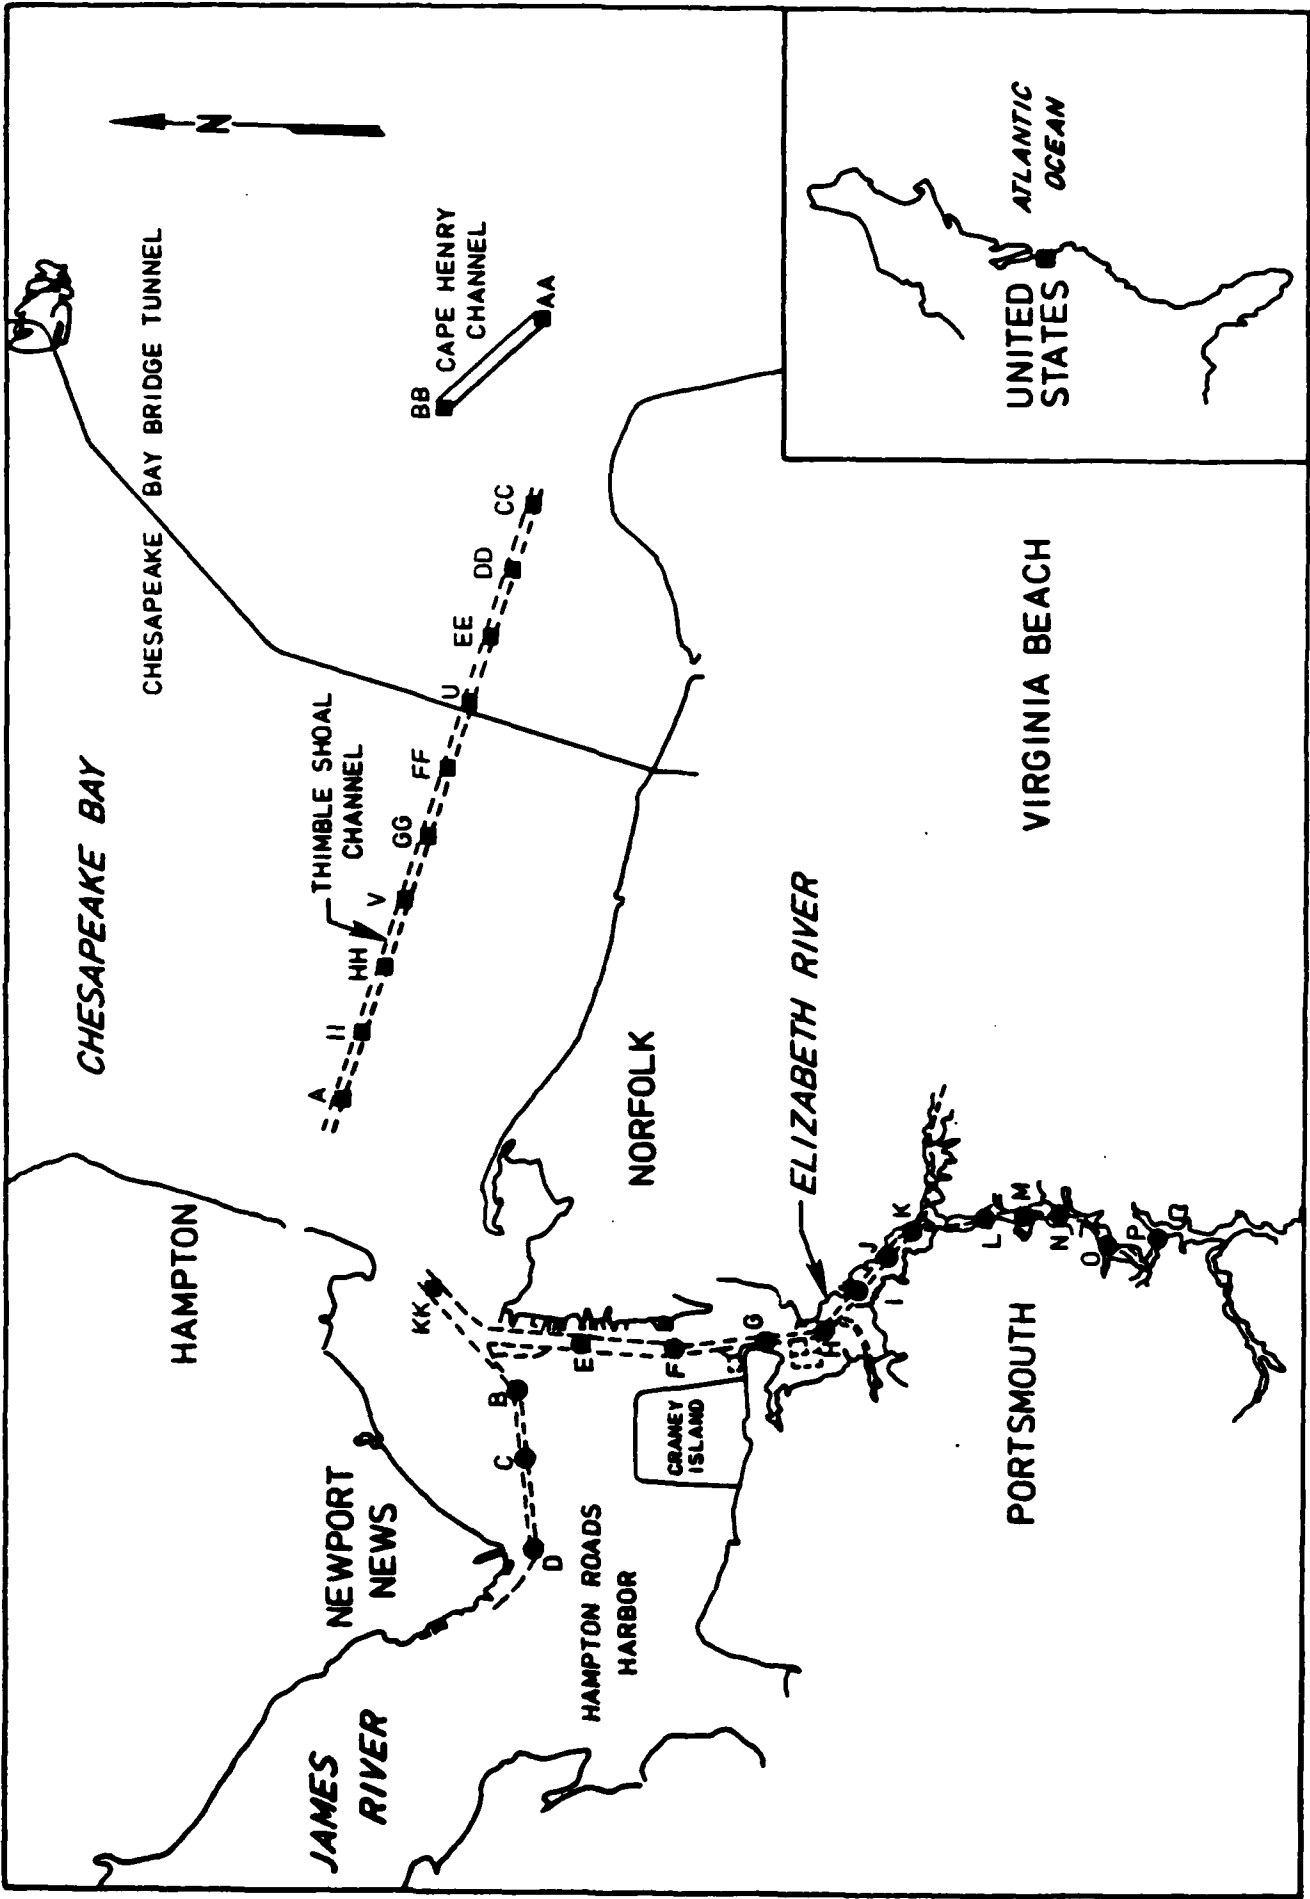 N
CHESAPEAKE BAY BRIDGE TUNNEL
CHESAPEAKE BAY
HAMPTON
THIMBLE SHOAL
CHANNEL
CAPE HENRY
CHANNEL
BB
AA
A
II
HH
V
GG
FF
U
EE
DD
CC
JAMES
RIVER
NEWPORT
NEWS
KK
B
C
D
HAMPTON ROADS
HARBOR
E
F
G
CRANEY
ISLAND
NORFOLK
ELIZABETH RIVER
H
I
J
K
L
M
N
O
P
Q
PORTSMOUTH
VIRGINIA BEACH
UNITED
STATES
ATLANTIC
OCEAN